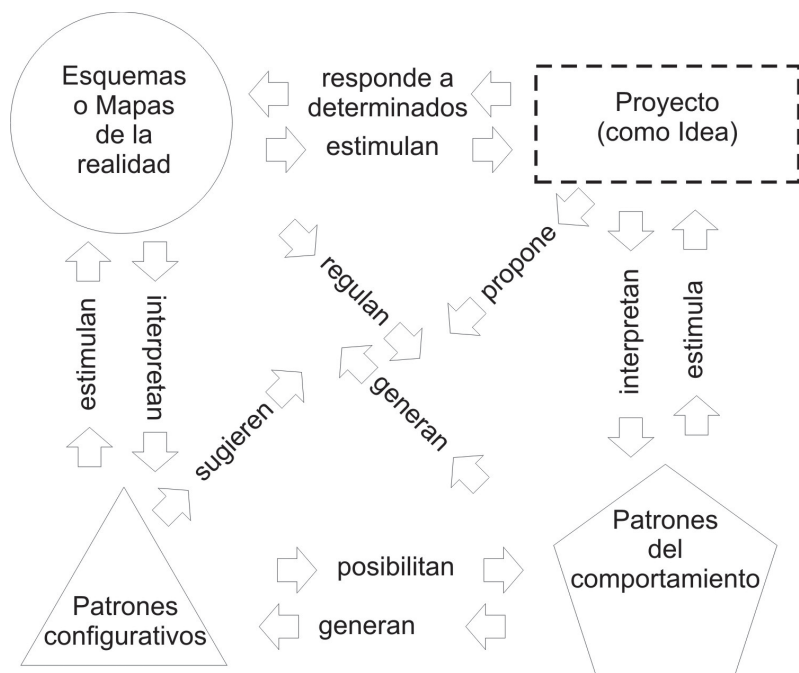 Esquemas
o Mapas
de la
realidad
responde a
determinados
estimulan
Proyecto
(como Idea)
regulan
propone
estimulan
interpretan
interpretan
estimula
sugieren
generan
Patrones
configurativos
posibilitan
generan
Patrones
del
comportamiento